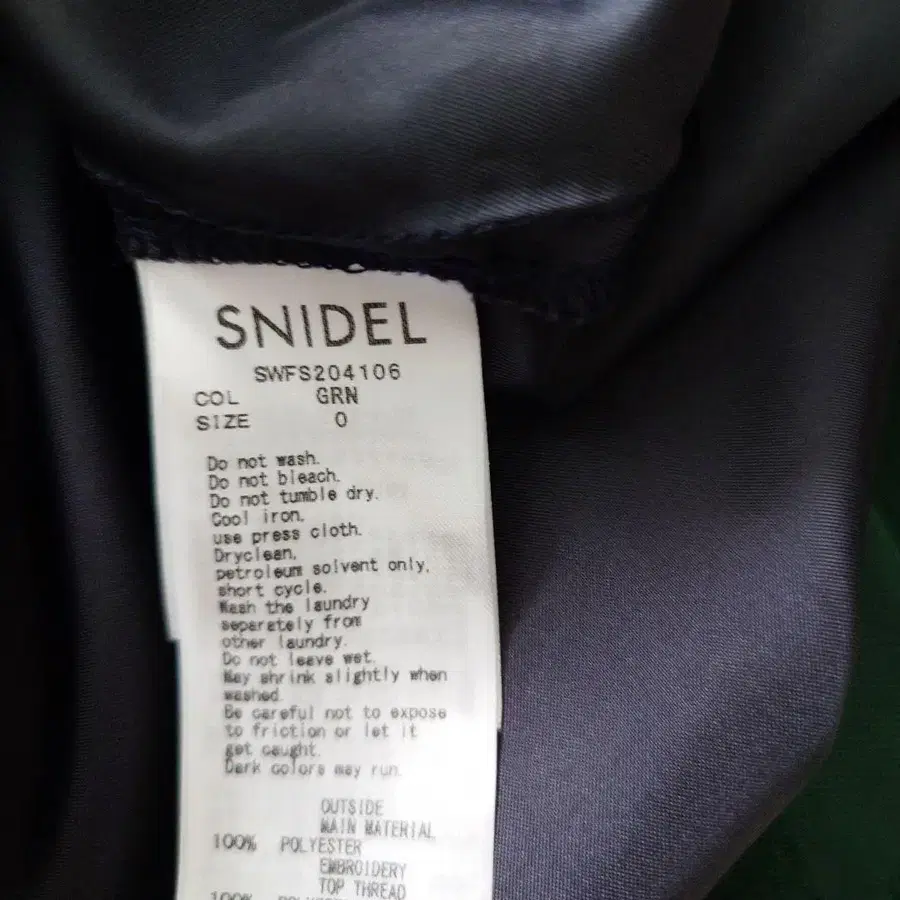 SNIDEL
SWFS204106
COL GRN
SIZE 0
Do not wash.
Do not bleach.
Do not tumble dry.
Cool iron,
use press cloth.
Dryclean,
petroleum solvent only,
short cycle.
Wash the laundry
separately from
other laundry.
Do not leave wet.
May shrink slightly when
washed.
Be careful not to expose
to friction or let it
get caught.
Dark colors may run.
OUTSIDE
MAIN MATERIAL
100% POLYESTER
EMBROIDERY
TOP THREAD
100%